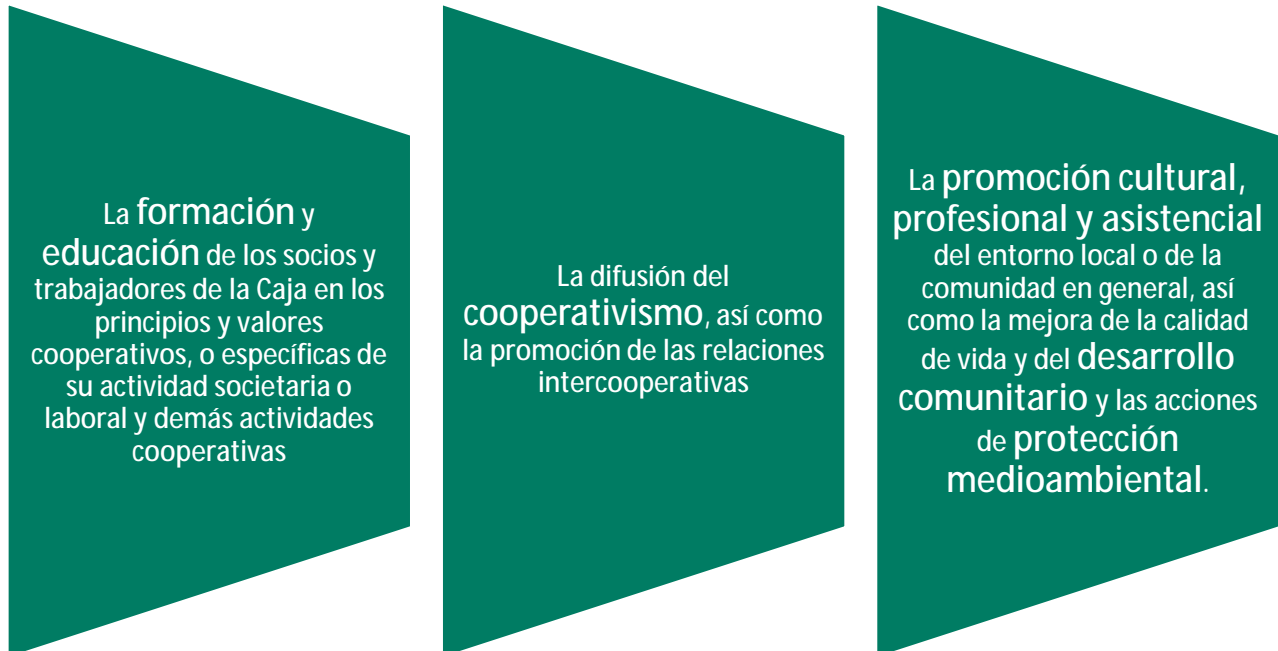 La formación y
educación de los socios y
trabajadores de la Caja en los
principios y valores
cooperativos, o específicas de
su actividad societaria o
laboral y demás actividades
cooperativas
La difusión del
cooperativismo, así como
la promoción de las relaciones
intercooperativas
La promoción cultural,
profesional y asistencial
del entorno local o de la
comunidad en general, así
como la mejora de la calidad
de vida y del desarrollo
comunitario y las acciones
de protección
medioambiental.